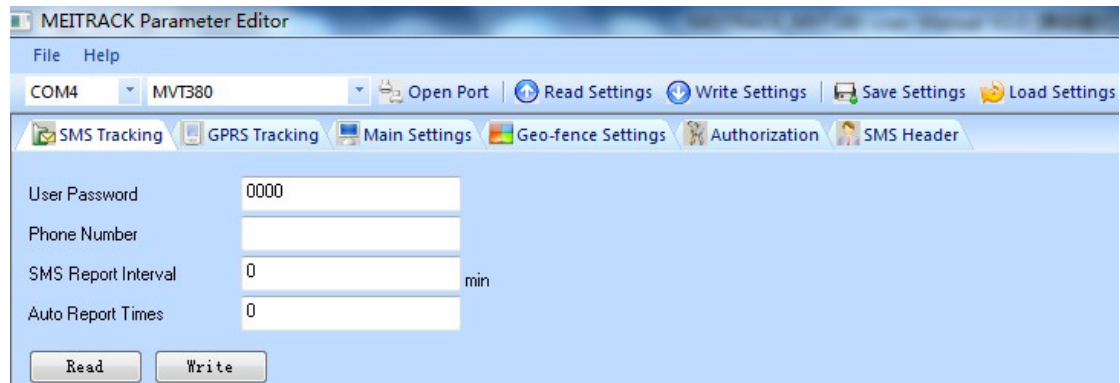 MEITRACK Parameter Editor
File Help
COM4 MVT380 Open Port Read Settings Write Settings Save Settings Load Settings
SMS Tracking GPRS Tracking Main Settings Geo-fence Settings Authorization SMS Header
User Password 0000
Phone Number
SMS Report Interval 0 min
Auto Report Times 0
Read Write